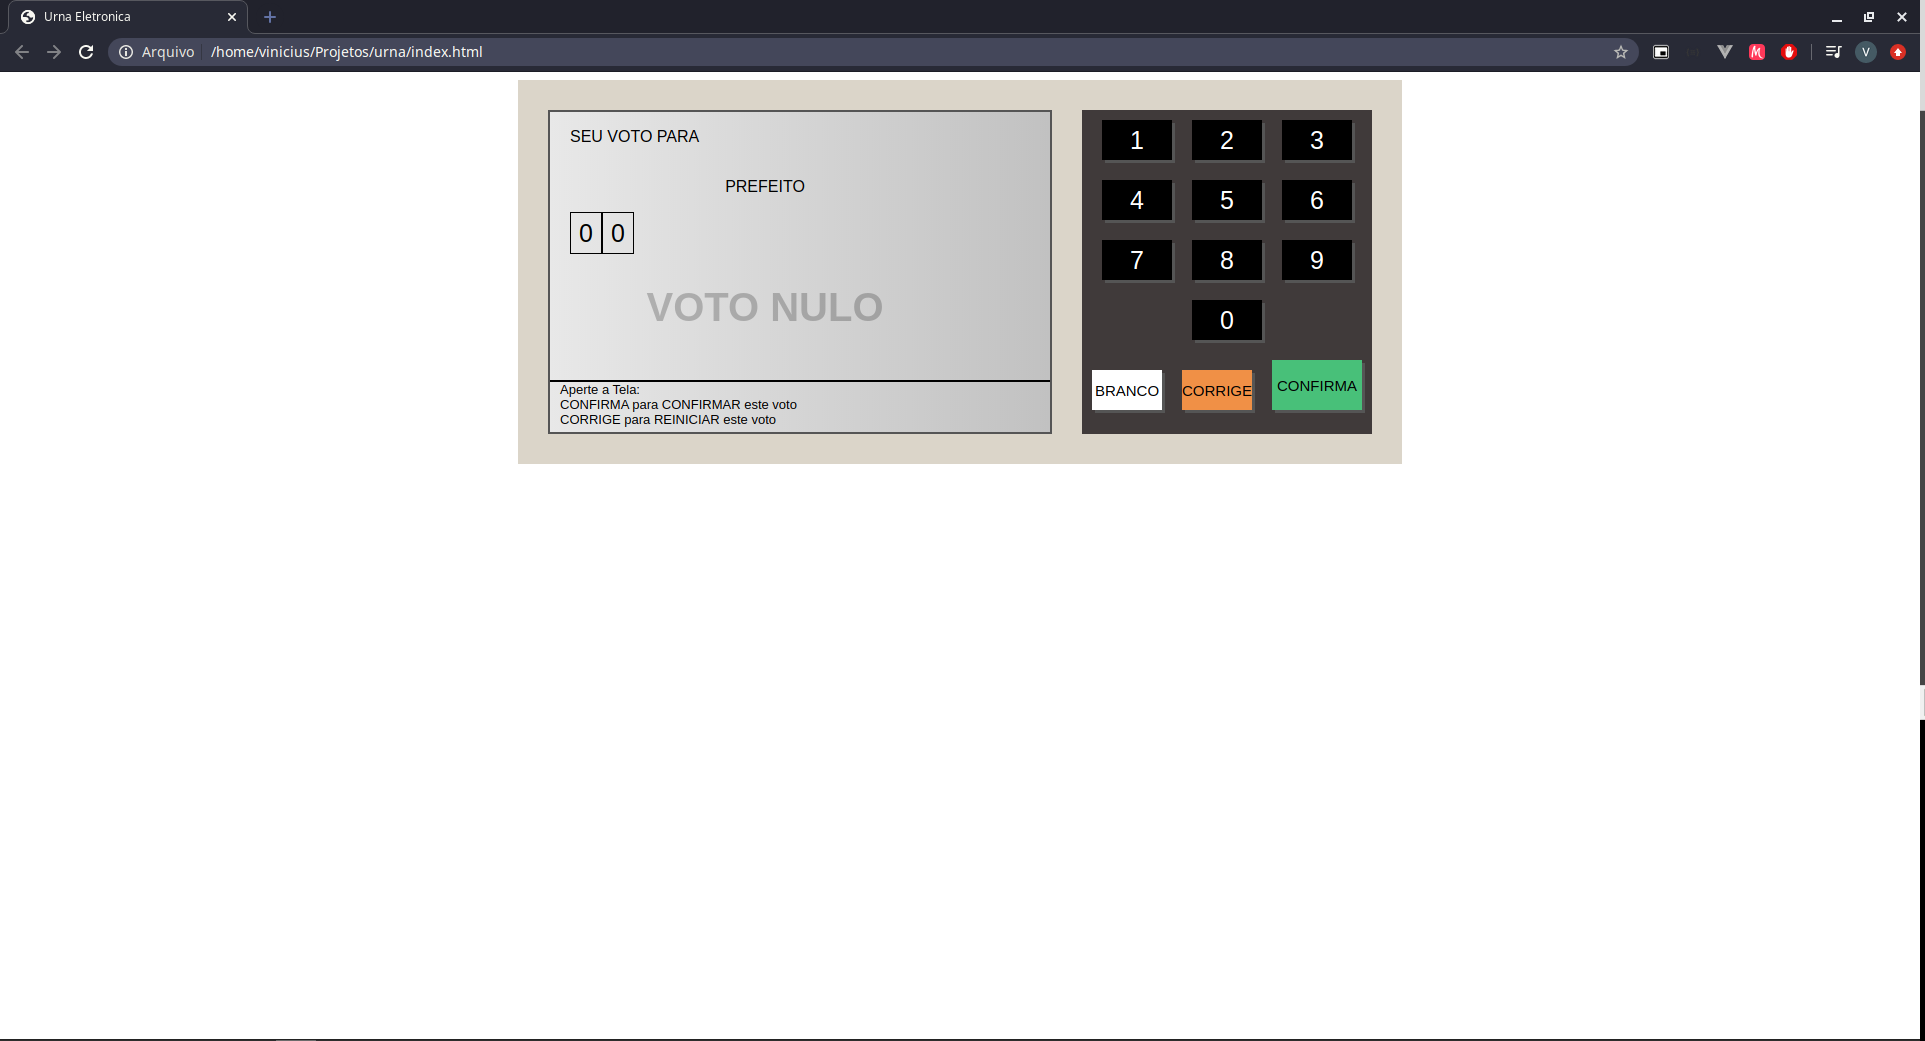 Urna Eletronica
Arquivo /home/vinicius/Projetos/urna/index.html
V
SEU VOTO PARA
PREFEITO
0 0
VOTO NULO
Aperte a Tela:
CONFIRMA para CONFIRMAR este voto
CORRIGE para REINICIAR este voto
1 2 3
4 5 6
7 8 9
0
BRANCO CORRIGE CONFIRMA